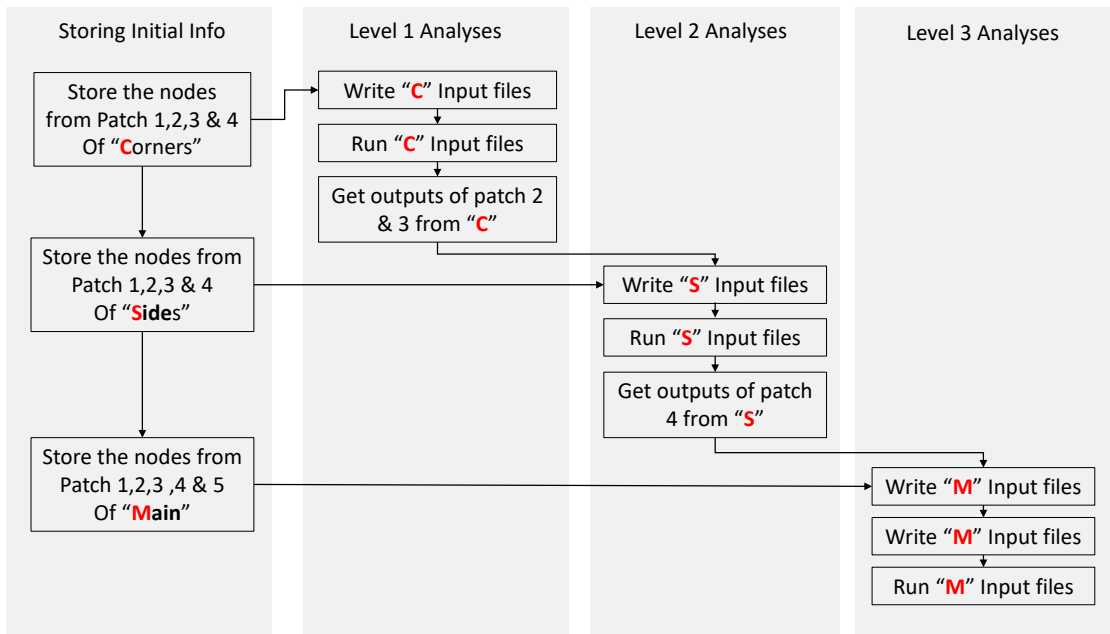 Storing Initial Info
Store the nodes
from Patch 1,2,3 & 4
Of “Corners”
Store the nodes from
Patch 1,2,3 & 4
Of “Sides”
Store the nodes from
Patch 1,2,3 ,4 & 5
Of “Main”
Level 1 Analyses
Write “C” Input files
Run “C” Input files
Get outputs of patch 2
& 3 from “C”
Level 2 Analyses
Write “S” Input files
Run “S” Input files
Get outputs of patch
4 from “S”
Level 3 Analyses
Write “M” Input files
Write “M” Input files
Run “M” Input files